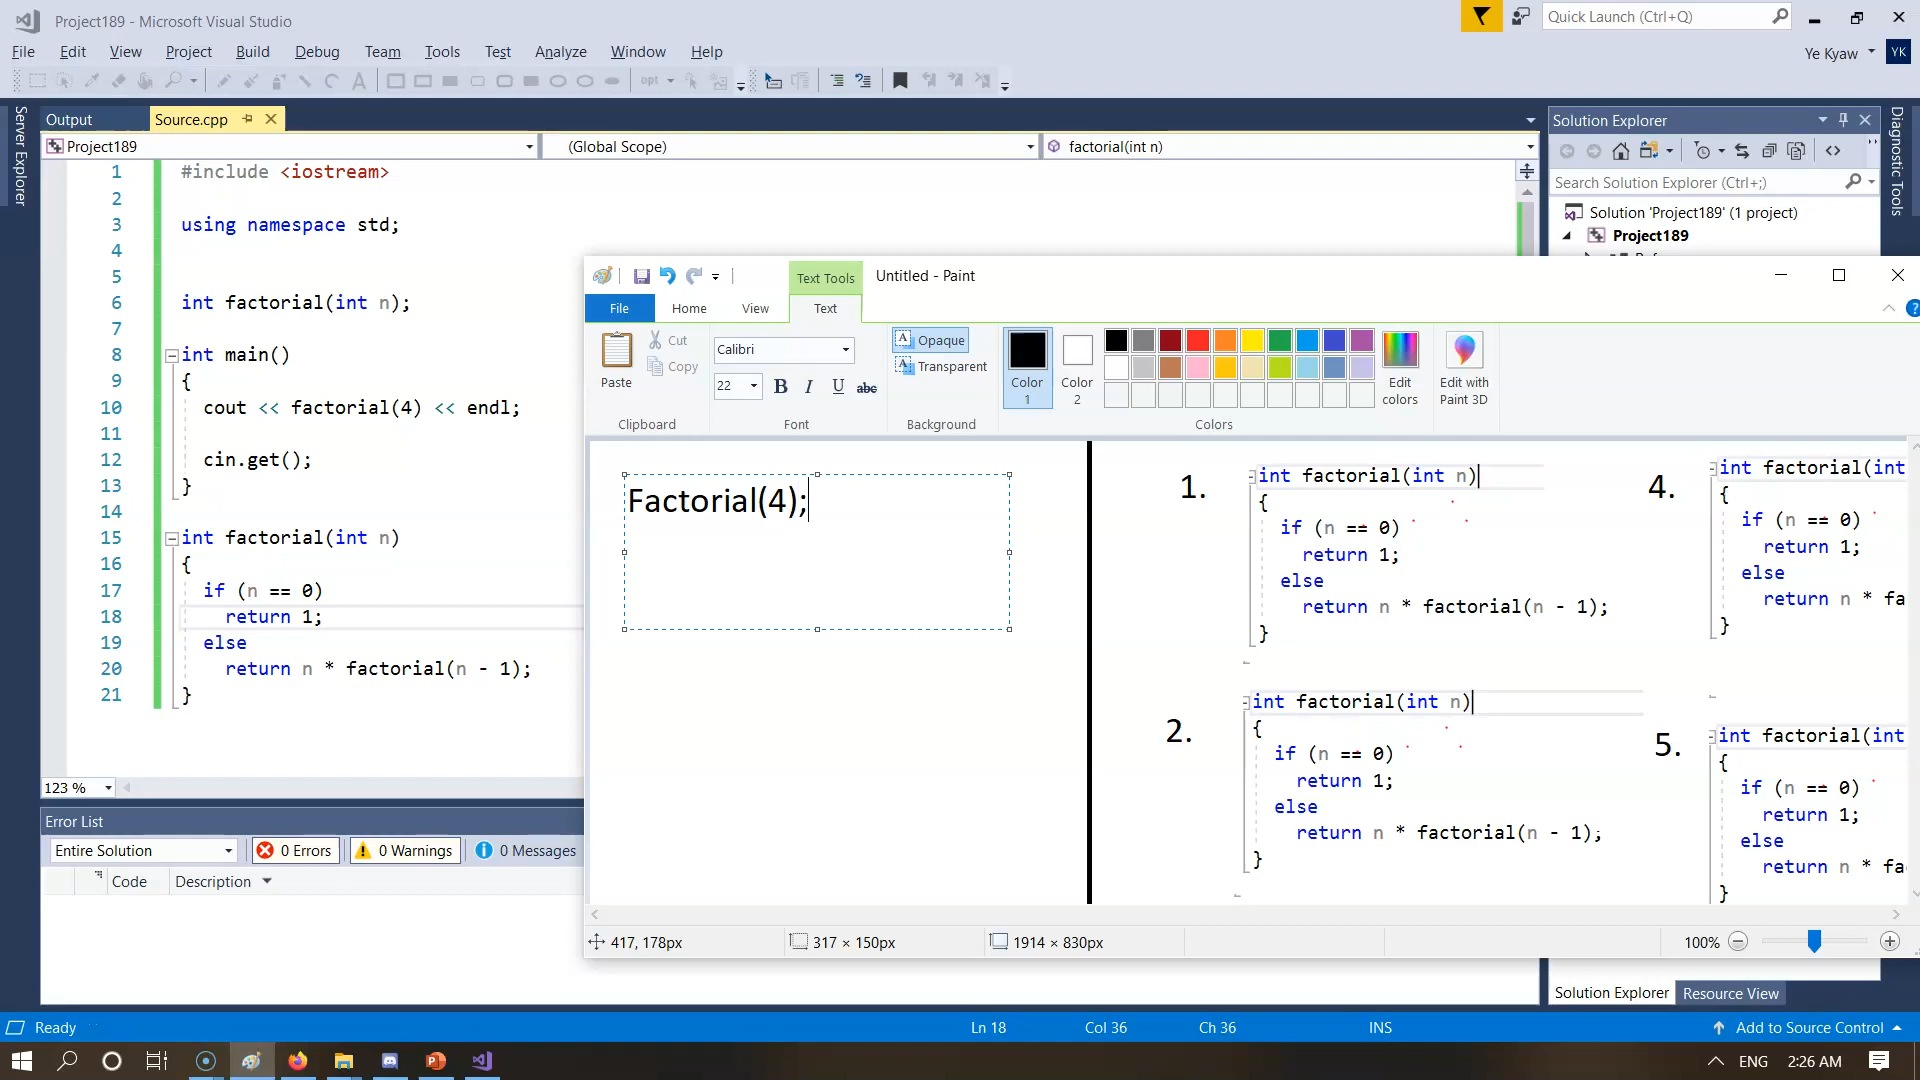 Project189 - Microsoft Visual Studio
Quick Launch (Ctrl+Q)
File Edit View Project Build Debug Team Tools Test Analyze Window Help
Ye Kyaw YK
opt
Server Explorer
Output Source.cpp
Project189 (Global Scope) factorial(int n)
1 #include <iostream>
2
3 using namespace std;
4
5
6 int factorial(int n);
7
8 int main()
9 {
10 cout << factorial(4) << endl;
11
12 cin.get();
13 }
14
15 int factorial(int n)
16 {
17 if (n == 0)
18 return 1;
19 else
20 return n * factorial(n - 1);
21 }
123 %
Error List
Entire Solution 0 Errors 0 Warnings 0 Messages
Code Description
Solution Explorer
Search Solution Explorer (Ctrl+;)
Solution 'Project189' (1 project)
Project189
Diagnostic Tools
Text Tools Untitled - Paint
File Home View Text
Paste Cut Copy
Clipboard
Calibri
22 B I U abc
Font
Opaque
Transparent
Background
Color 1
Color 2
Edit colors
Edit with Paint 3D
Colors
Factorial(4);
1. int factorial(int n)
{
if (n == 0)
return 1;
else
return n * factorial(n - 1);
}
2. int factorial(int n)
{
if (n == 0)
return 1;
else
return n * factorial(n - 1);
}
4. int factorial(int
{
if (n == 0)
return 1;
else
return n * fa
}
5. int factorial(int
{
if (n == 0)
return 1;
else
return n * fa
}
417, 178px 317 × 150px 1914 × 830px 100%
Solution Explorer Resource View
Ready Ln 18 Col 36 Ch 36 INS Add to Source Control
ENG 2:26 AM